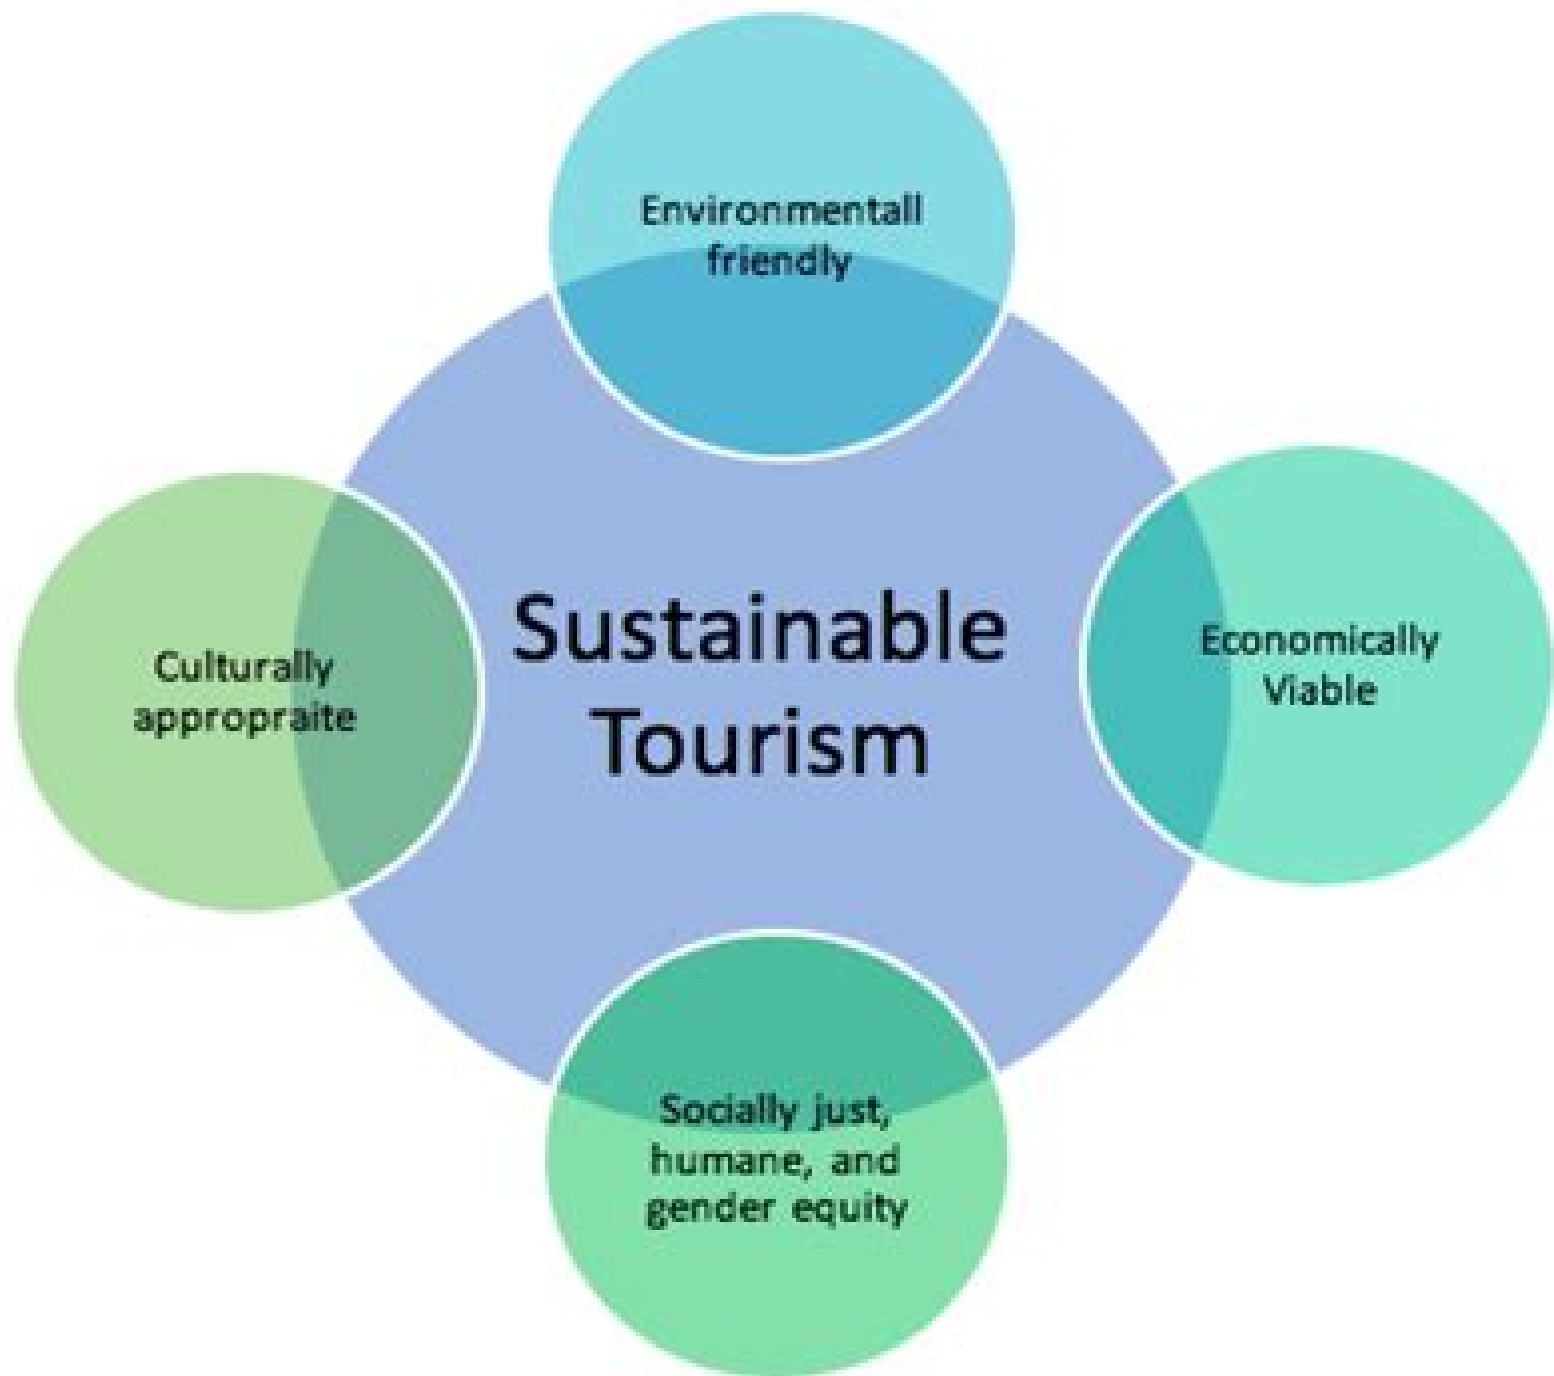 Environmentall
friendly
Culturally
appropraite
Sustainable
Tourism
Economically
Viable
Socially just,
humane, and
gender equity